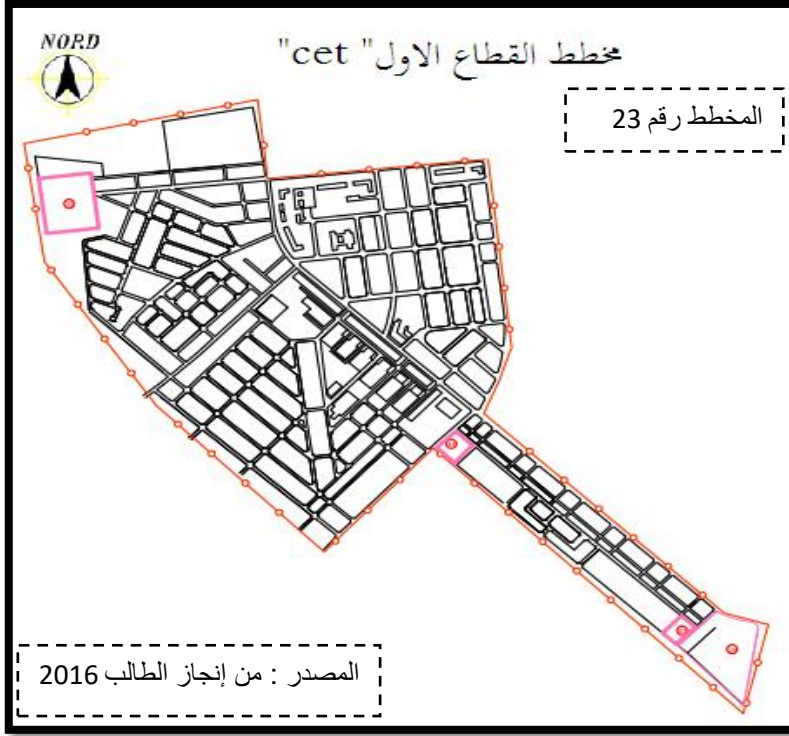 NORD
مخطط القطاع الاول" cet"
المخطط رقم 23
المصدر : من إنجاز الطالب 2016